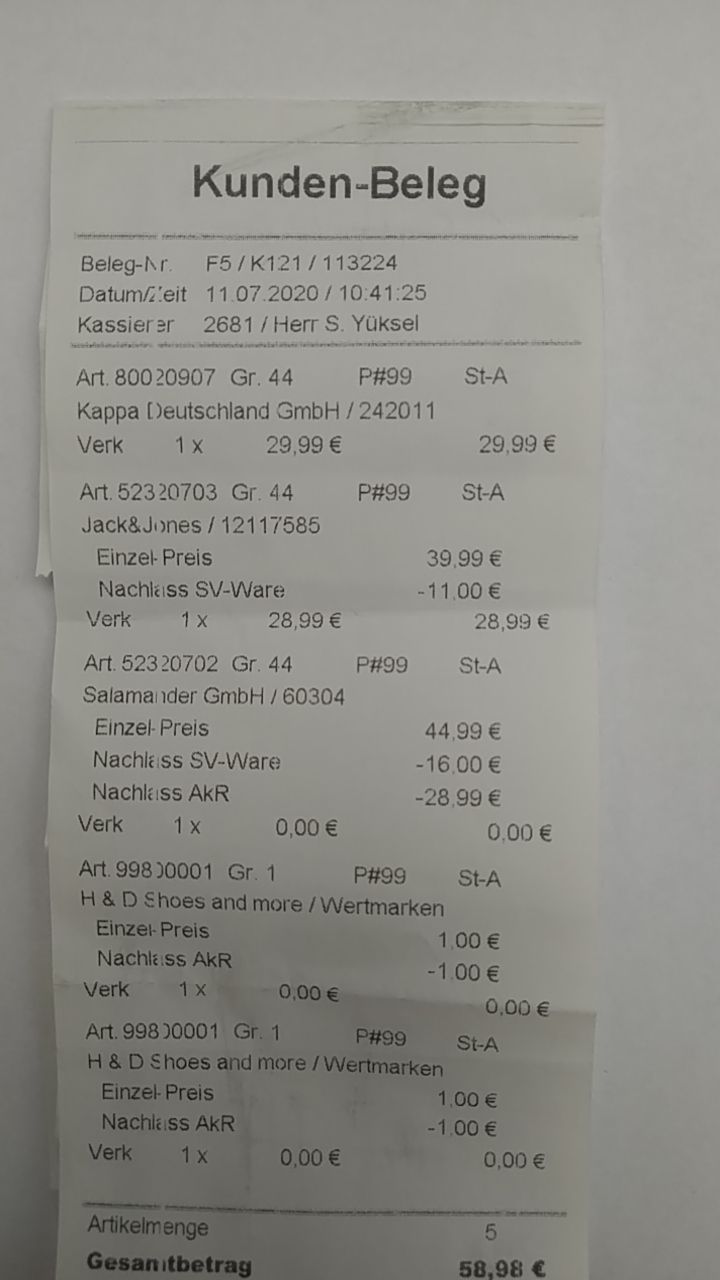 Kunden-Beleg
Beleg-Nr. F5 / K121 / 113224
Datum/Zeit 11.07.2020 / 10:41:25
Kassierer 2681 / Herr S. Yüksel
Art. 80020907 Gr. 44 P#99 St-A
Kappa Deutschland GmbH / 242011
Verk 1 x 29,99 € 29,99 €
Art. 52320703 Gr. 44 P#99 St-A
Jack&Jones / 12117585
Einzel-Preis 39,99 €
Nachlass SV-Ware -11,00 €
Verk 1 x 28,99 € 28,99 €
Art. 52320702 Gr. 44 P#99 St-A
Salamander GmbH / 60304
Einzel-Preis 44,99 €
Nachlass SV-Ware -16,00 €
Nachlass AkR -28,99 €
Verk 1 x 0,00 € 0,00 €
Art. 99800001 Gr. 1 P#99 St-A
H & D Shoes and more / Wertmarken
Einzel-Preis 1,00 €
Nachlass AkR -1,00 €
Verk 1 x 0,00 € 0,00 €
Art. 99800001 Gr. 1 P#99 St-A
H & D Shoes and more / Wertmarken
Einzel-Preis 1,00 €
Nachlass AkR -1,00 €
Verk 1 x 0,00 € 0,00 €
Artikelmenge 5
Gesamtbetrag 58,98 €